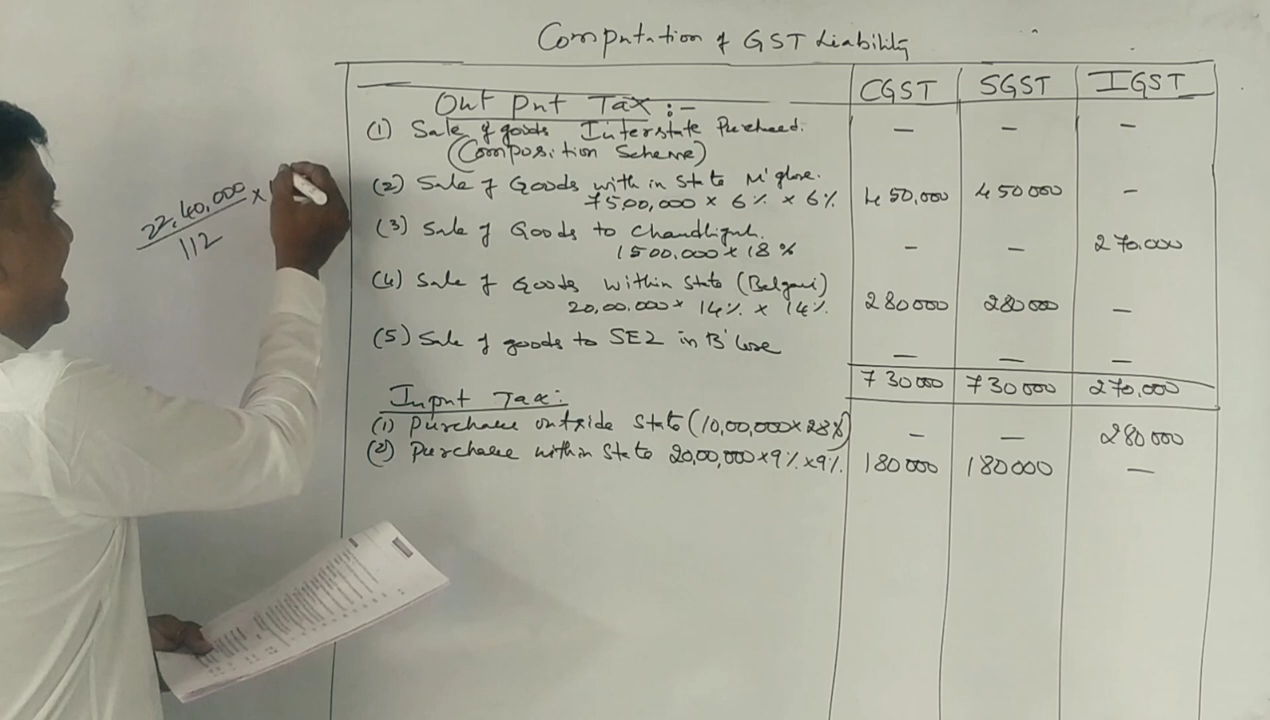 Computation of GST Liability
CGST SGST IGST
Out Put Tax :-
(1) Sale of goods Interstate Purchased. — — —
(Composition Scheme)
(2) Sale of Goods with in State M'glore.
75,00,000 × 6% × 6% 450,000 450000 —
(3) Sale of Goods to Chandigarh.
1500,000 × 18% — — 270,000
(4) Sale of Goods within State (Belgavi)
20,00,000 × 14% × 14% 280000 280000 —
(5) Sale of goods to SEZ in B'lore — — —
730000 730000 270,000
Input Tax:
(1) Purchase outside State (10,00,000×28%) — — 280000
(2) Purchase within State 20,00,000×9%×9% 180000 180000 —
22,40,000 ×
112